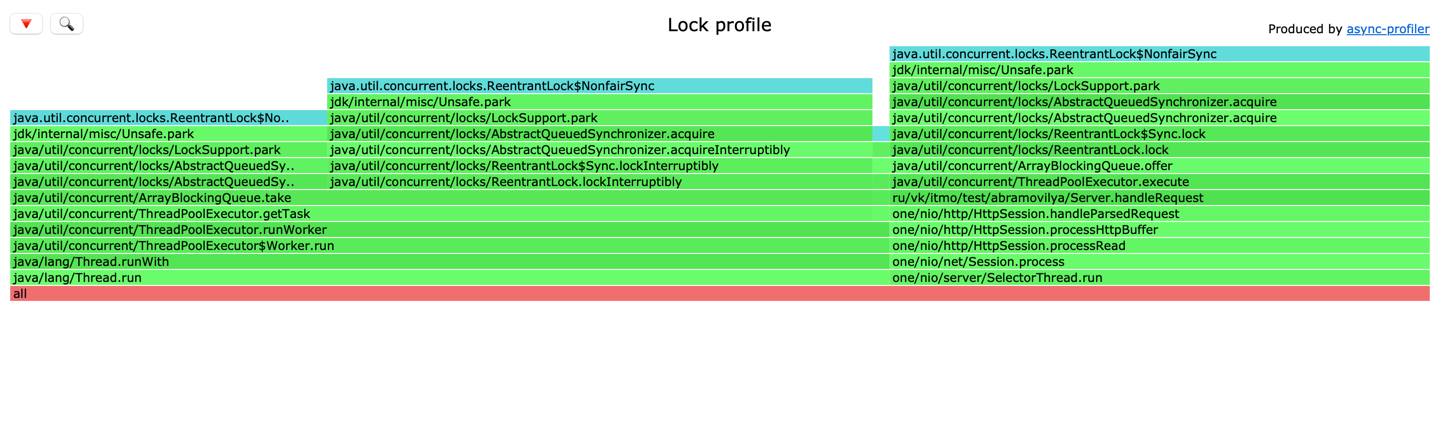 Lock profile
Produced by async-profiler
java.util.concurrent.locks.ReentrantLock$NonfairSync
jdk/internal/misc/Unsafe.park
java.util.concurrent.locks.ReentrantLock$NonfairSync
java/util/concurrent/locks/LockSupport.park
jdk/internal/misc/Unsafe.park
java/util/concurrent/locks/AbstractQueuedSynchronizer.acquire
java.util.concurrent.locks.ReentrantLock$No..
java/util/concurrent/locks/LockSupport.park
java/util/concurrent/locks/AbstractQueuedSynchronizer.acquire
jdk/internal/misc/Unsafe.park
java/util/concurrent/locks/AbstractQueuedSynchronizer.acquire
java/util/concurrent/locks/ReentrantLock$Sync.lock
java/util/concurrent/locks/LockSupport.park
java/util/concurrent/locks/AbstractQueuedSynchronizer.acquireInterruptibly
java/util/concurrent/locks/ReentrantLock.lock
java/util/concurrent/locks/AbstractQueuedSy..
java/util/concurrent/locks/ReentrantLock$Sync.lockInterruptibly
java/util/concurrent/ArrayBlockingQueue.offer
java/util/concurrent/locks/AbstractQueuedSy..
java/util/concurrent/locks/ReentrantLock.lockInterruptibly
java/util/concurrent/ThreadPoolExecutor.execute
java/util/concurrent/ArrayBlockingQueue.take
ru/vk/itmo/test/abramovilya/Server.handleRequest
java/util/concurrent/ThreadPoolExecutor.getTask
one/nio/http/HttpSession.handleParsedRequest
java/util/concurrent/ThreadPoolExecutor.runWorker
one/nio/http/HttpSession.processHttpBuffer
java/util/concurrent/ThreadPoolExecutor$Worker.run
one/nio/http/HttpSession.processRead
java/lang/Thread.runWith
one/nio/net/Session.process
java/lang/Thread.run
one/nio/server/SelectorThread.run
all